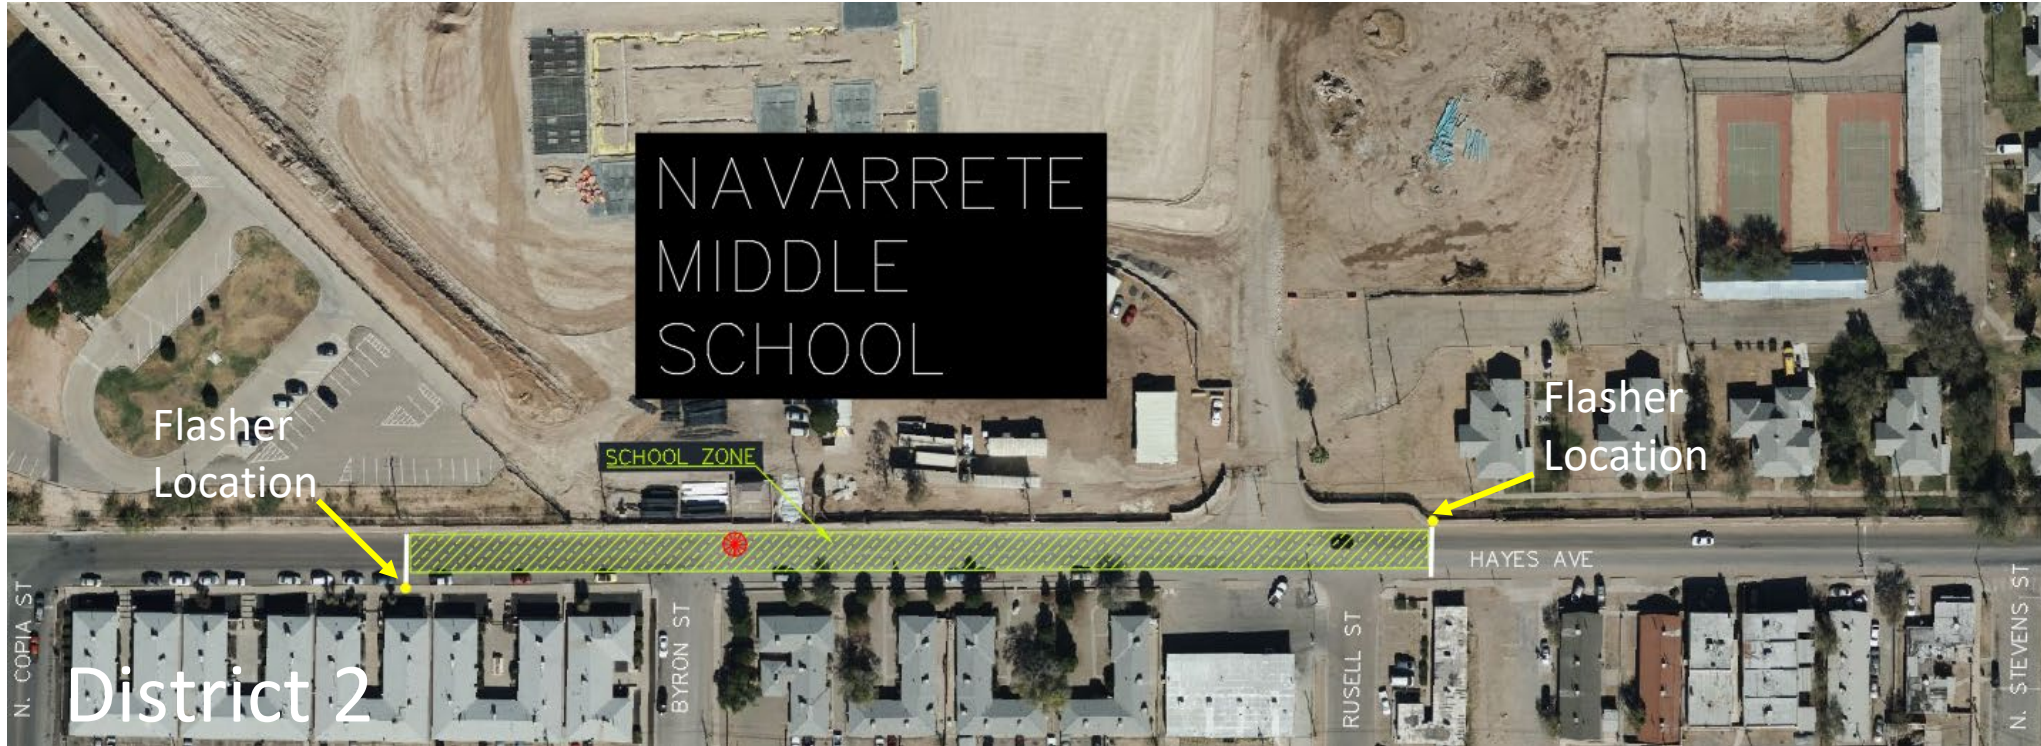 NAVARRETE
MIDDLE
SCHOOL
Flasher
Location
Flasher
Location
SCHOOL ZONE
HAYES AVE
N. COPIA ST
BYRON ST
RUSELL ST
N. STEVENS ST
District 2